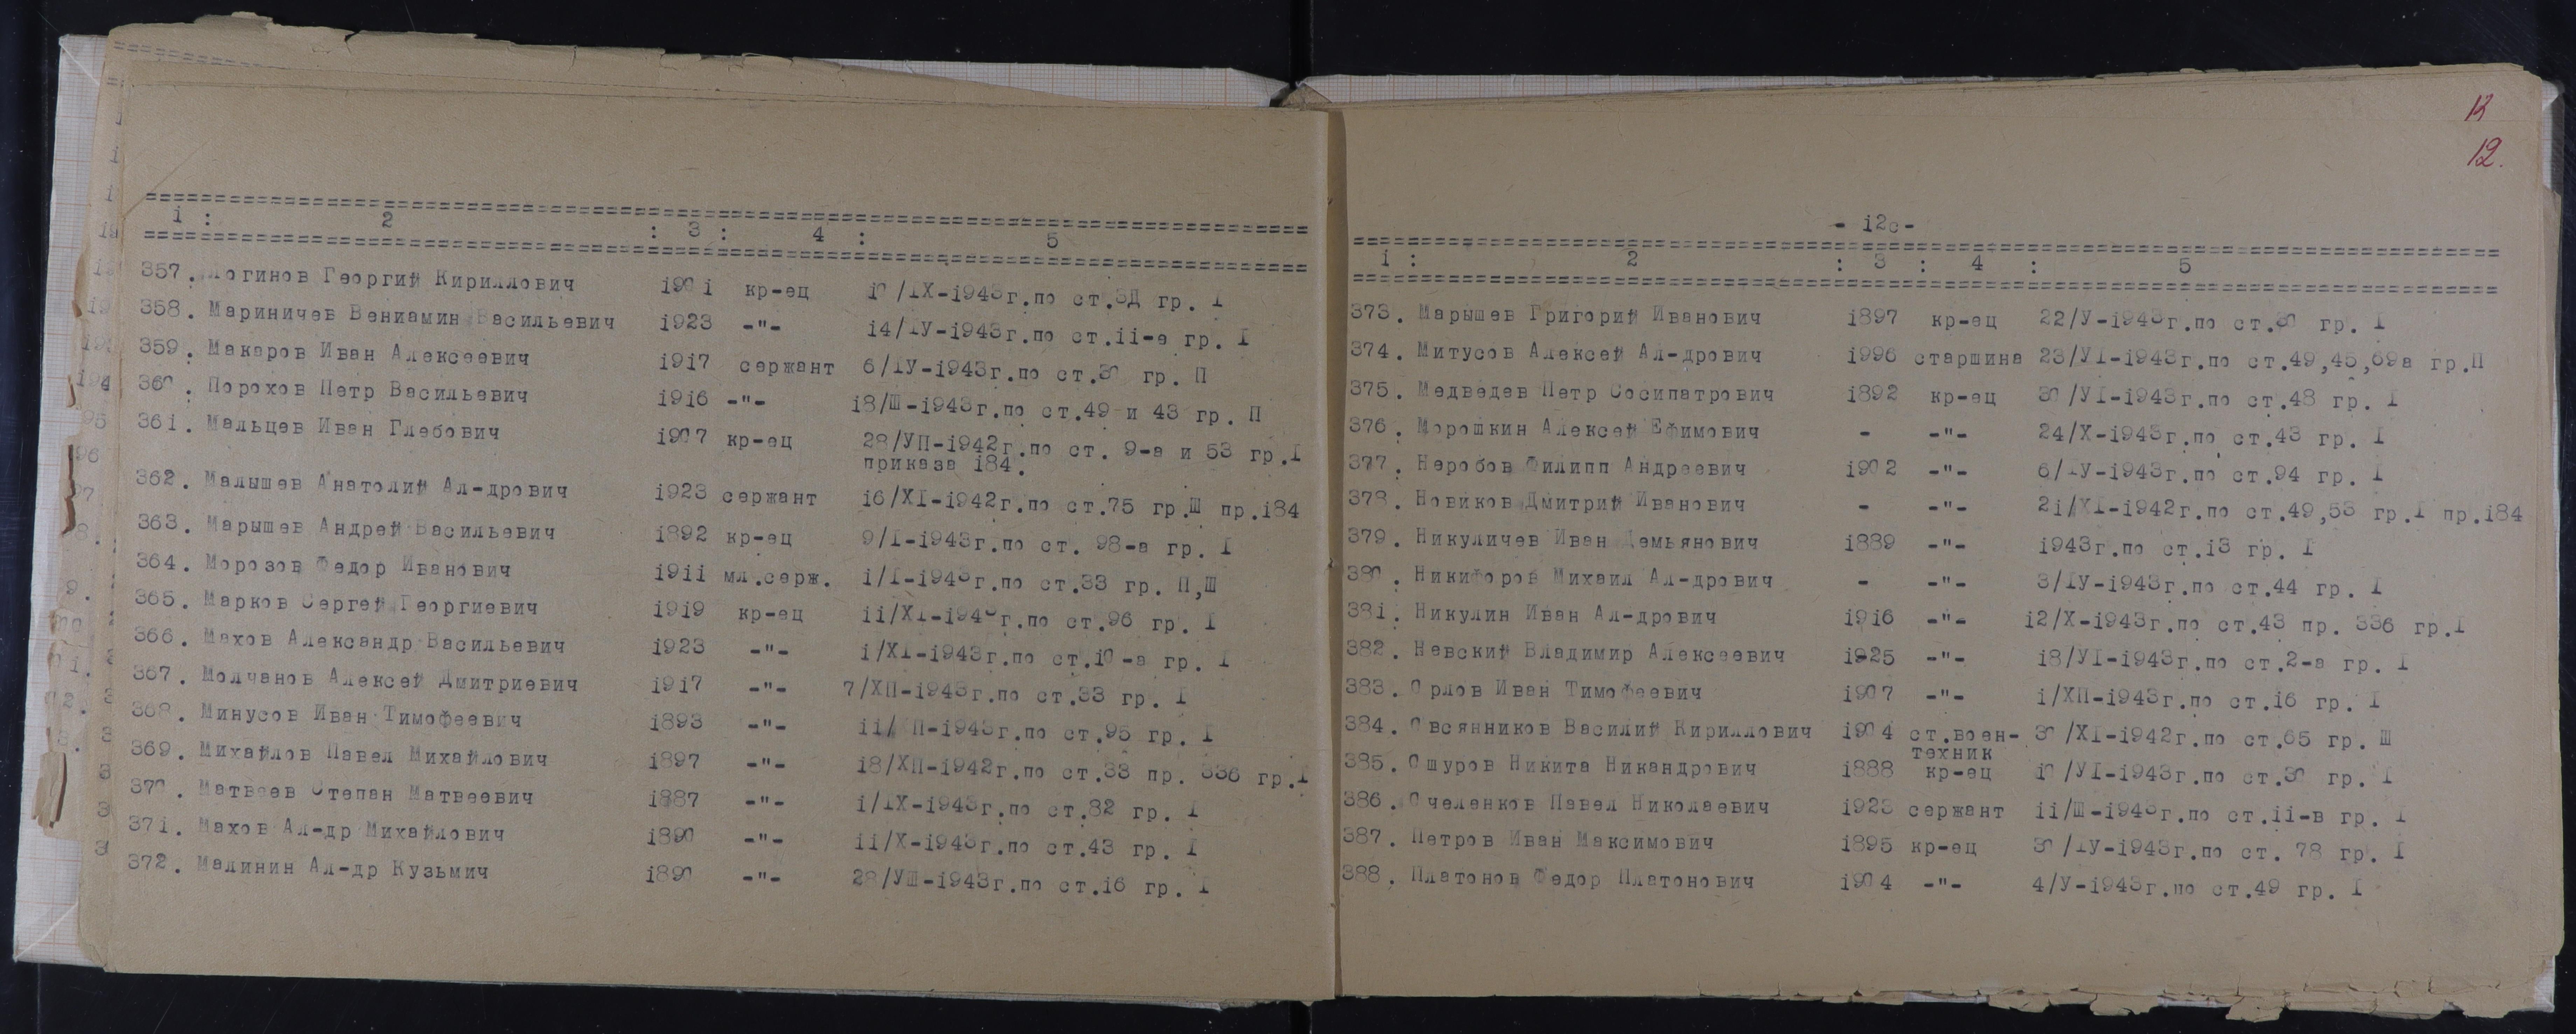 1 : 2 : 3 : 4 : 5
357. Логинов Георгий Кириллович 1901 кр-ец 10/IX-1943г.по ст.3Д гр. I
358. Мариничев Вениамин Васильевич 1923 -"- 14/IУ-1943г.по ст.11-а гр. I
359. Макаров Иван Алексеевич 1917 сержант 6/IУ-1943г.по ст.30 гр. П
360. Порохов Петр Васильевич 1916 -"- 18/Ш-1943г.по ст.49 и 43 гр. П
361. Мальцев Иван Глебович 1907 кр-ец 28/УП-1942г.по ст. 9-а и 53 гр.I
приказа 184.
362. Малышев Анатолий Ал-дрович 1923 сержант 16/XI-1942г.по ст.75 гр.Ш пр.184
363. Марышев Андрей Васильевич 1892 кр-ец 9/I-1943г.по ст. 98-а гр. I
364. Морозов Федор Иванович 1911 мл.серж. 1/I-1943г.по ст.33 гр. П,Ш
365. Марков Сергей Георгиевич 1919 кр-ец 11/XI-1943г.по ст.96 гр. I
366. Махов Александр Васильевич 1923 -"- 1/XI-1943г.по ст.10-а гр. I
367. Молчанов Алексей Дмитриевич 1917 -"- 7/ХП-1943г.по ст.33 гр. I
368. Минусов Иван Тимофеевич 1893 -"- 11/ П-1943г.по ст.95 гр. I
369. Михайлов Павел Михайлович 1897 -"- 18/ХП-1942г.по ст.33 пр. 336 гр.I
370. Матвеев Степан Матвеевич 1887 -"- 1/IX-1943г.по ст.82 гр. I
371. Махов Ал-др Михайлович 1890 -"- 11/X-1943г.по ст.43 гр. I
372. Малинин Ал-др Кузьмич 1890 -"- 28/УШ-1943г.по ст.16 гр. I
12.
- 12с-
1 : 2 : 3 : 4 : 5
373. Марышев Григорий Иванович 1897 кр-ец 22/У-1943г.по ст.30 гр. I
374. Митусов Алексей Ал-дрович 1996 старшина 23/УI-1943г.по ст.49,45,69а гр.П
375. Медведев Петр Сосипатрович 1892 кр-ец 30/УI-1943г.по ст.48 гр. I
376. Морошкин Алексей Ефимович - -"- 24/X-1943г.по ст.43 гр. I
377. Неробов Филипп Андреевич 1902 -"- 6/IУ-1943г.по ст.94 гр. I
378. Новиков Дмитрий Иванович - -"- 21/XI-1942г.по ст.49,53 гр.I пр.184
379. Никуличев Иван Демьянович 1889 -"- 1943г.по ст.13 гр. I
380. Никифоров Михаил Ал-дрович - -"- 3/IУ-1943г.по ст.44 гр. I
381. Никулин Иван Ал-дрович 1916 -"- 12/X-1943г.по ст.43 пр. 336 гр.I
382. Невский Владимир Алексеевич 1925 -"- 18/УI-1943г.по ст.2-а гр. I
383. Орлов Иван Тимофеевич 1907 -"- 1/ХП-1943г.по ст.16 гр. I
384. Овсянников Василий Кириллович 1904 ст.воен- 30/XI-1942г.по ст.65 гр. Ш
техник
385. Ошуров Никита Никандрович 1888 кр-ец 10/УI-1943г.по ст.30 гр. I
386. Очеленков Павел Николаевич 1923 сержант 11/Ш-1943г.по ст.11-в гр. I
387. Петров Иван Максимович 1895 кр-ец 30/IУ-1943г.по ст. 78 гр. I
388. Платонов Федор Платонович 1904 -"- 4/У-1943г.по ст.49 гр. I